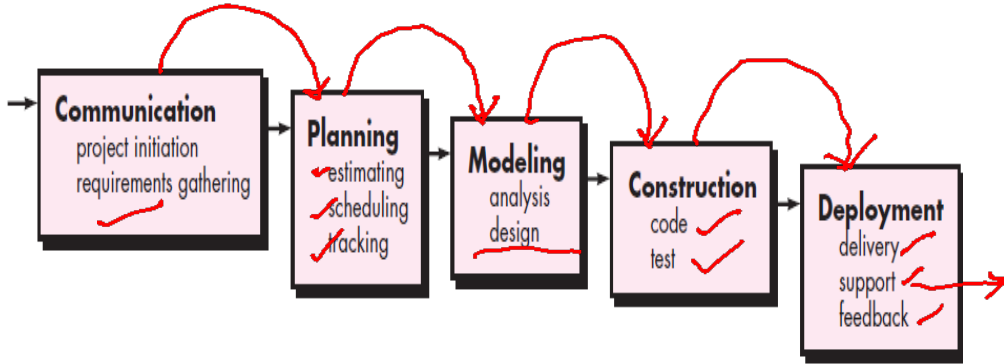 Communication
project initiation
requirements gathering
Planning
estimating
scheduling
tracking
Modeling
analysis
design
Construction
code
test
Deployment
delivery
support
feedback